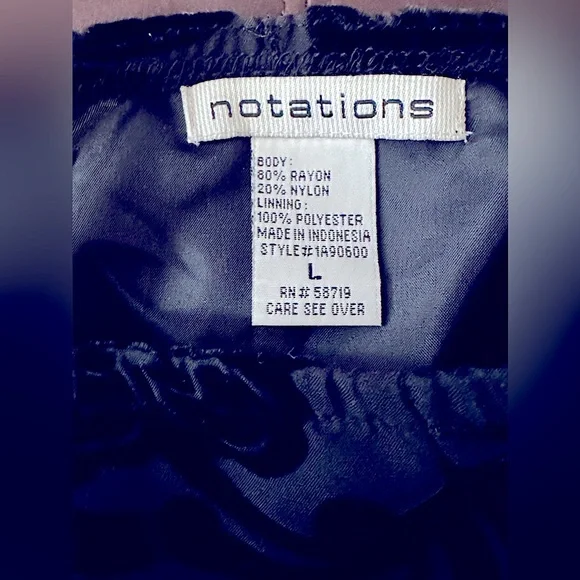 notations
BODY:
80% RAYON
20% NYLON
LINNING:
100% POLYESTER
MADE IN INDONESIA
STYLE#1A90600
L
RN# 58719
CARE SEE OVER